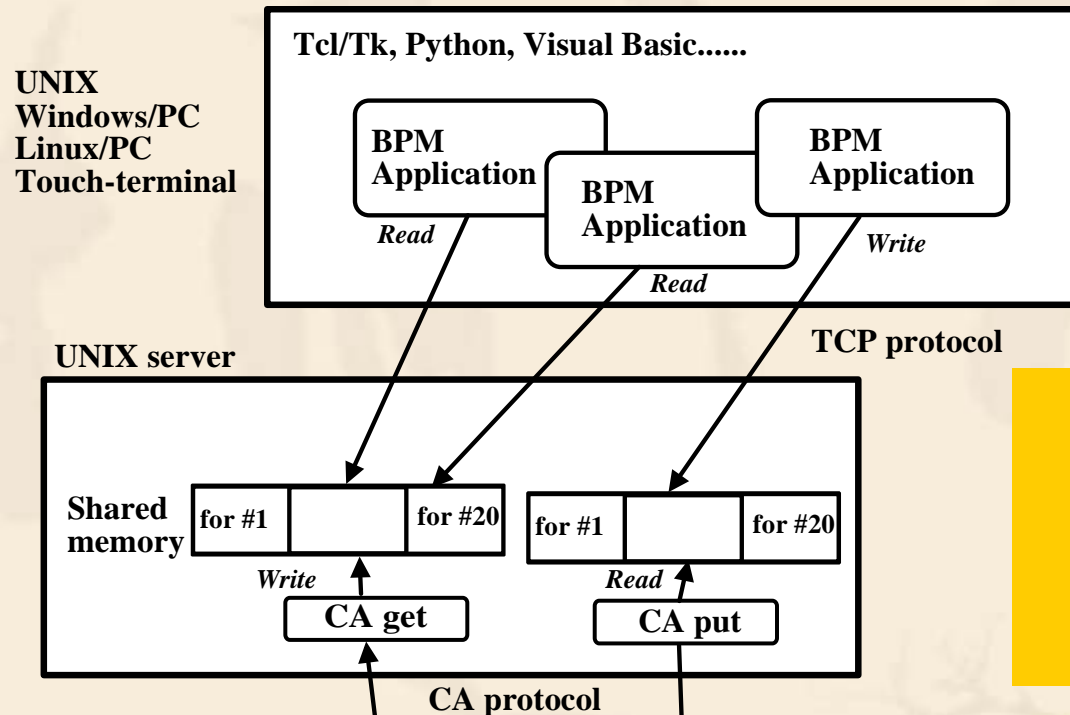 Tcl/Tk, Python, Visual Basic......
UNIX
Windows/PC
Linux/PC
Touch-terminal
BPM
Application
BPM
Application
BPM
Application
Read
Read
Write
TCP protocol
UNIX server
Shared
memory
for #1
for #20
for #1
for #20
Write
Read
CA get
CA put
CA protocol